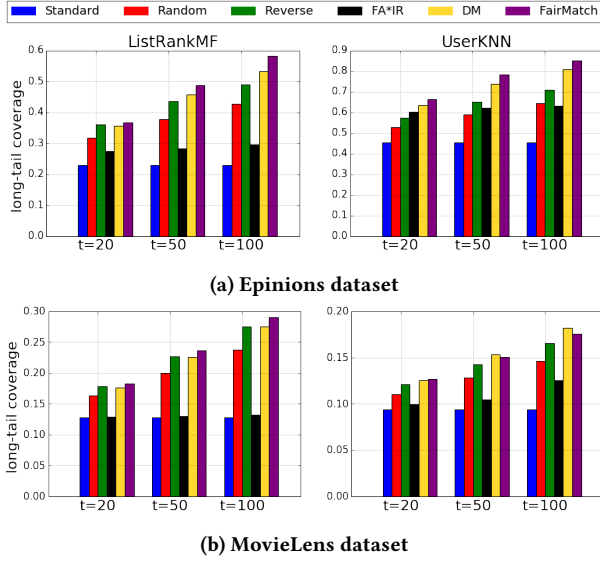 Standard Random Reverse FA*IR DM FairMatch
ListRankMF UserKNN
long-tail coverage
0.6
0.5
0.4
0.3
0.2
0.1
0.0
t=20 t=50 t=100
0.9
0.8
0.7
0.6
0.5
0.4
0.3
0.2
0.1
0.0
t=20 t=50 t=100
(a) Epinions dataset
long-tail coverage
0.30
0.25
0.20
0.15
0.10
0.05
0.00
t=20 t=50 t=100
0.20
0.15
0.10
0.05
0.00
t=20 t=50 t=100
(b) MovieLens dataset